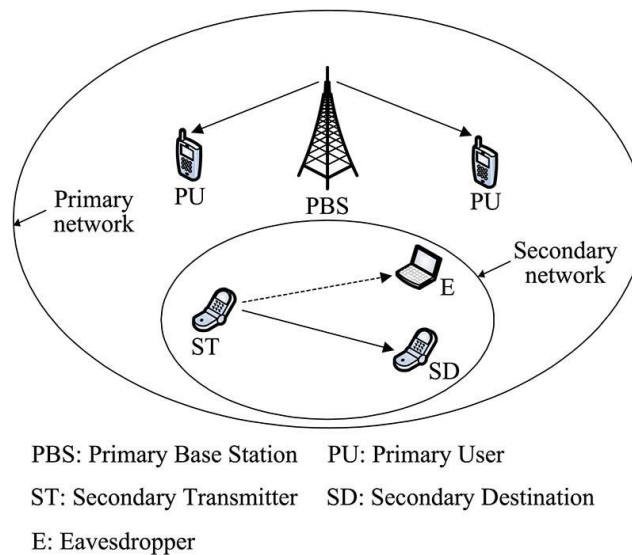 PU
PBS
PU
Primary
network
Secondary
network
E
ST
SD
PBS: Primary Base Station PU: Primary User
ST: Secondary Transmitter SD: Secondary Destination
E: Eavesdropper